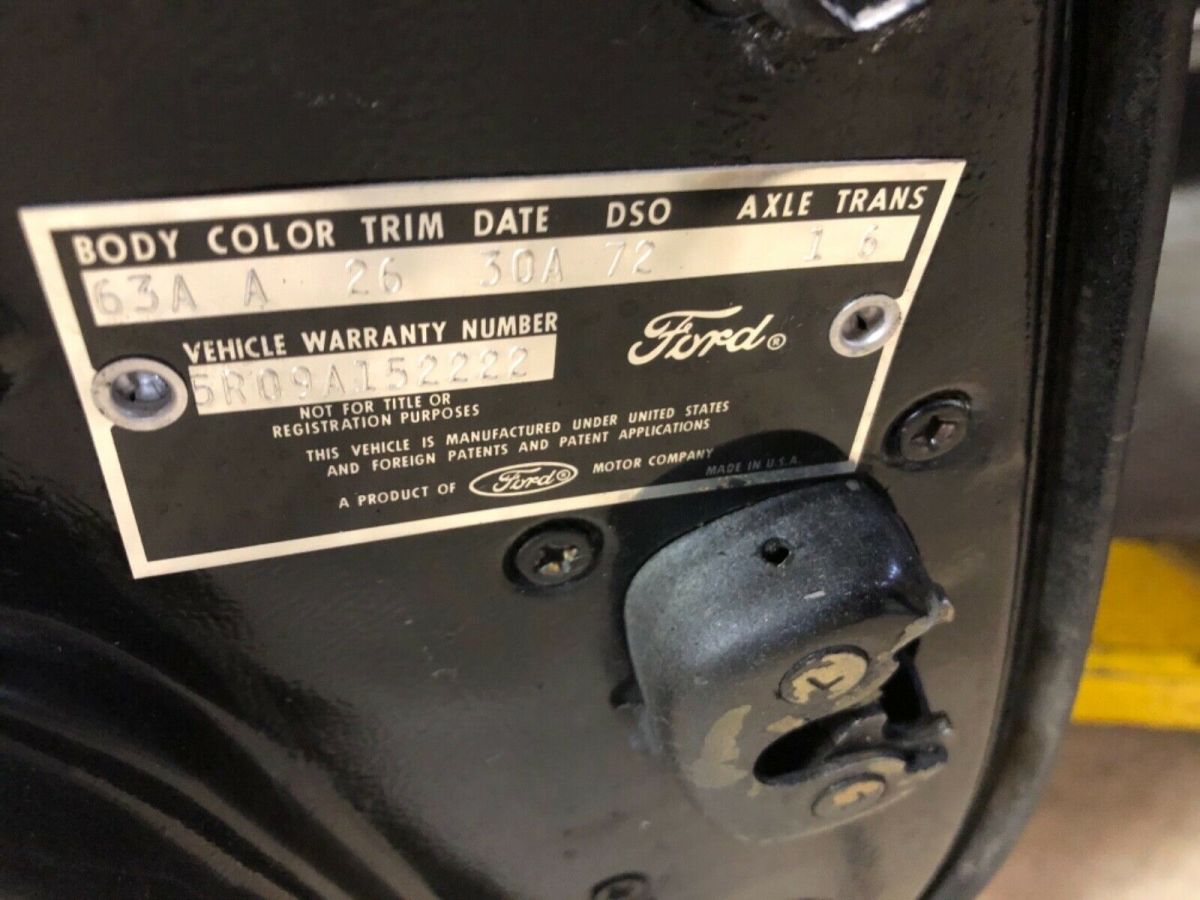 BODY COLOR TRIM DATE DSO AXLE TRANS
63A A 26 30A 72 1 6
VEHICLE WARRANTY NUMBER
5R09A152222
Ford®
NOT FOR TITLE OR
REGISTRATION PURPOSES
THIS VEHICLE IS MANUFACTURED UNDER UNITED STATES
AND FOREIGN PATENTS AND PATENT APPLICATIONS
A PRODUCT OF Ford® MOTOR COMPANY
MADE IN U.S.A.